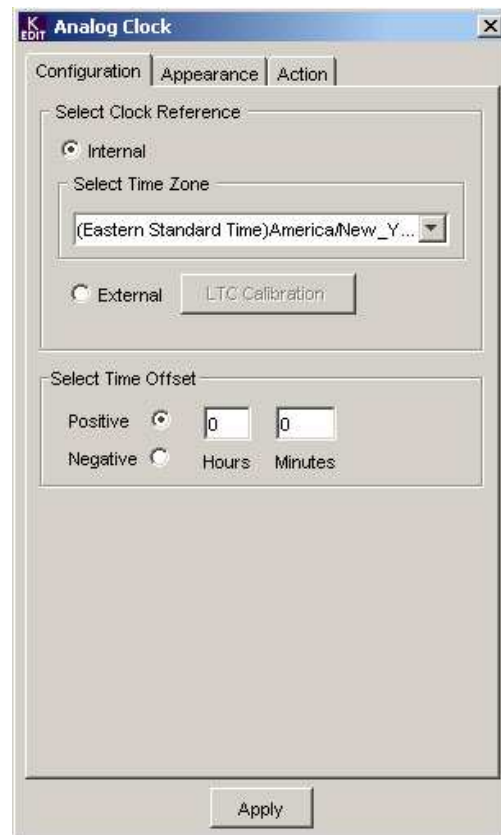 K
EDIT
Analog Clock
Configuration Appearance Action
Select Clock Reference
Internal
Select Time Zone
(Eastern Standard Time)America/New_Y...
External LTC Calibration
Select Time Offset
Positive 0 0
Negative Hours Minutes
Apply